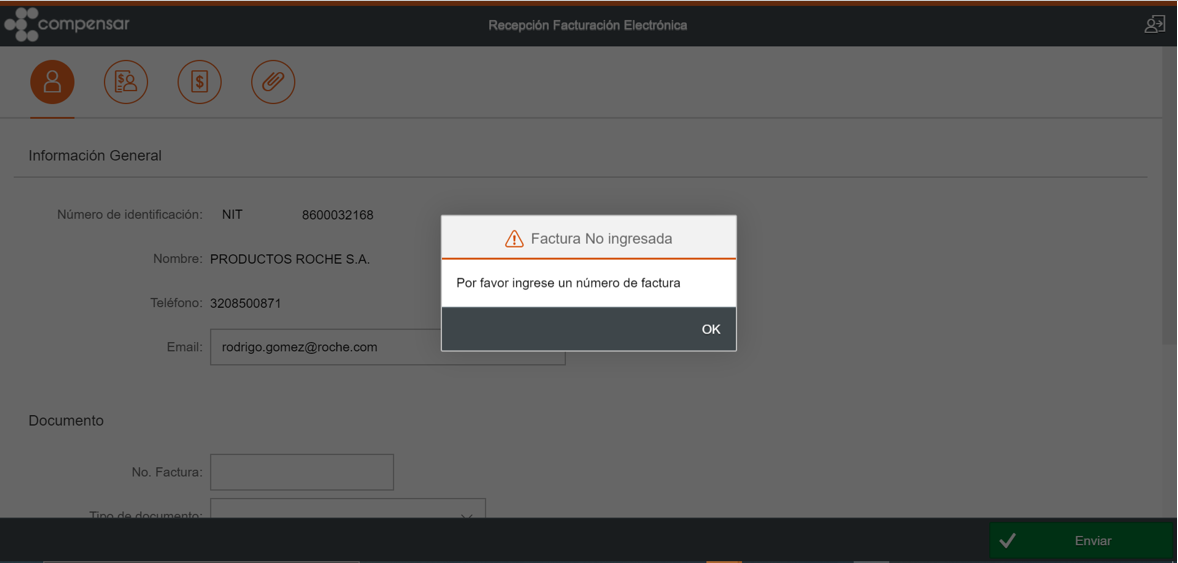 compensar
Recepción Facturación Electrónica
Información General
Número de identificación: NIT 8600032168
Nombre: PRODUCTOS ROCHE S.A.
Teléfono: 3208500871
Email: rodrigo.gomez@roche.com
Factura No ingresada
Por favor ingrese un número de factura
OK
Documento
No. Factura:
Tipo de documento:
Enviar